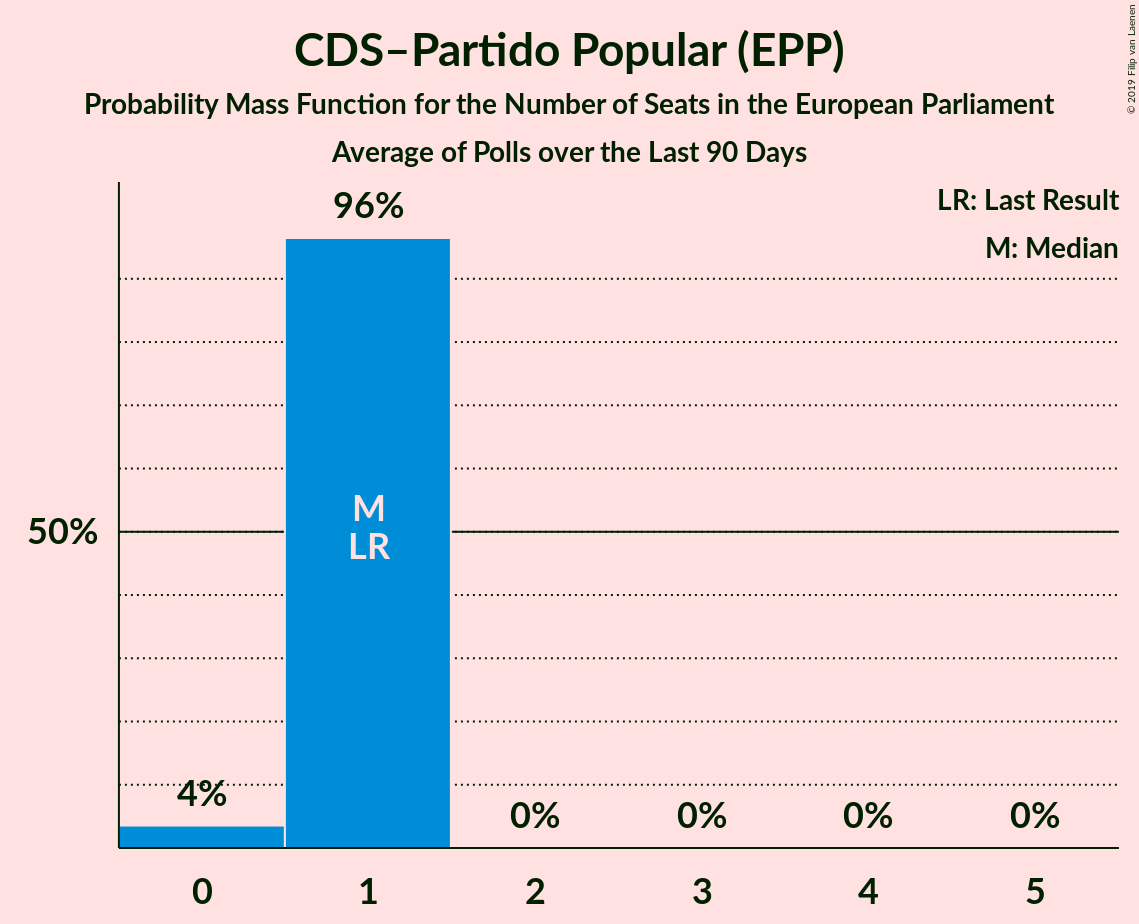 CDS–Partido Popular (EPP)
Probability Mass Function for the Number of Seats in the European Parliament
Average of Polls over the Last 90 Days
© 2019 Filip van Laenen
LR: Last Result
M: Median
96%
M
LR
50%
4%
0%
0%
0%
0%
0
1
2
3
4
5